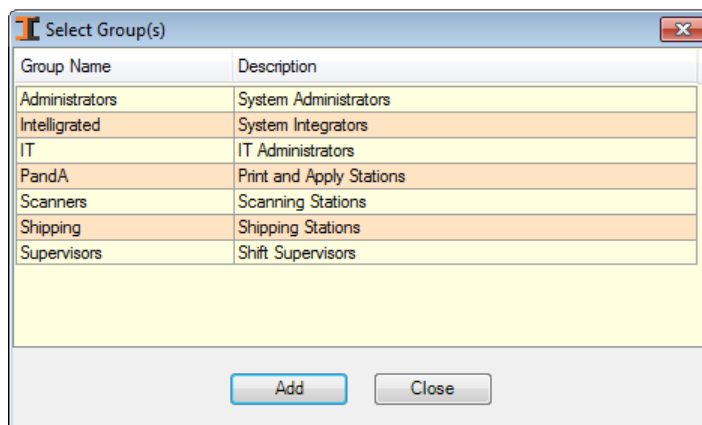 Select Group(s)
Group Name Description
Administrators System Administrators
Intelligrated System Integrators
IT IT Administrators
PandA Print and Apply Stations
Scanners Scanning Stations
Shipping Shipping Stations
Supervisors Shift Supervisors
Add Close